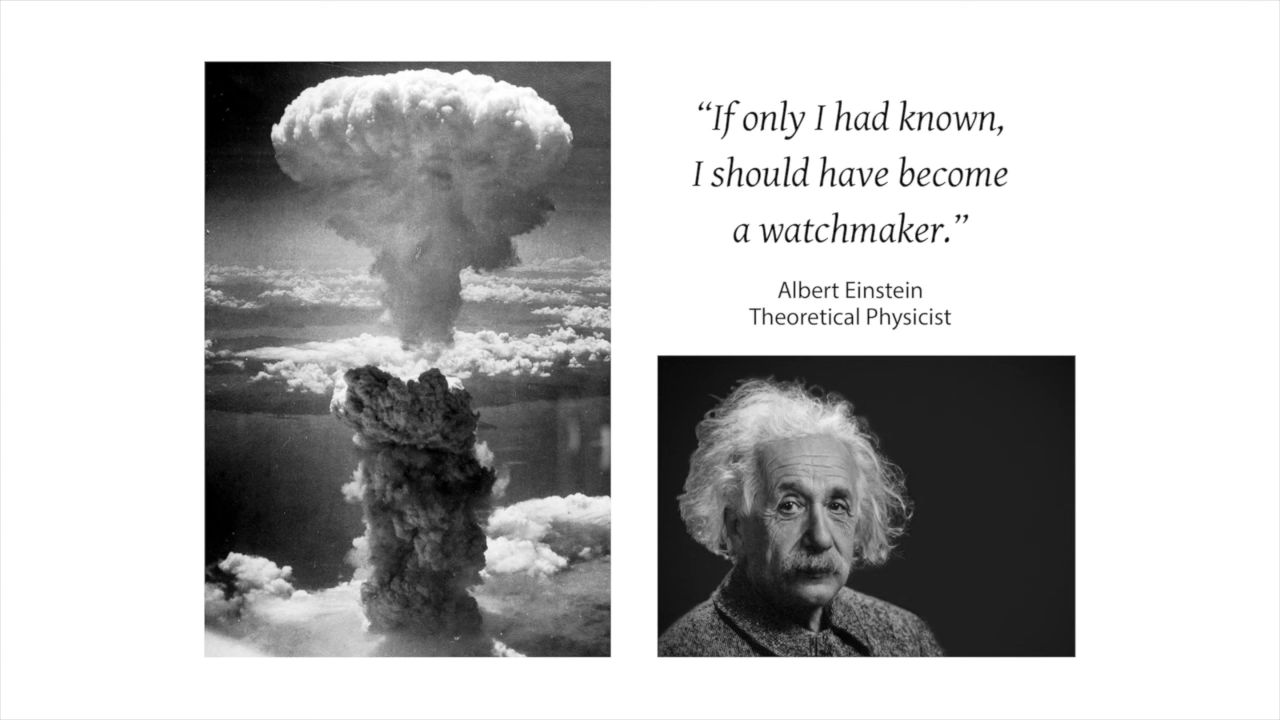 “If only I had known,
I should have become
a watchmaker.”
Albert Einstein
Theoretical Physicist